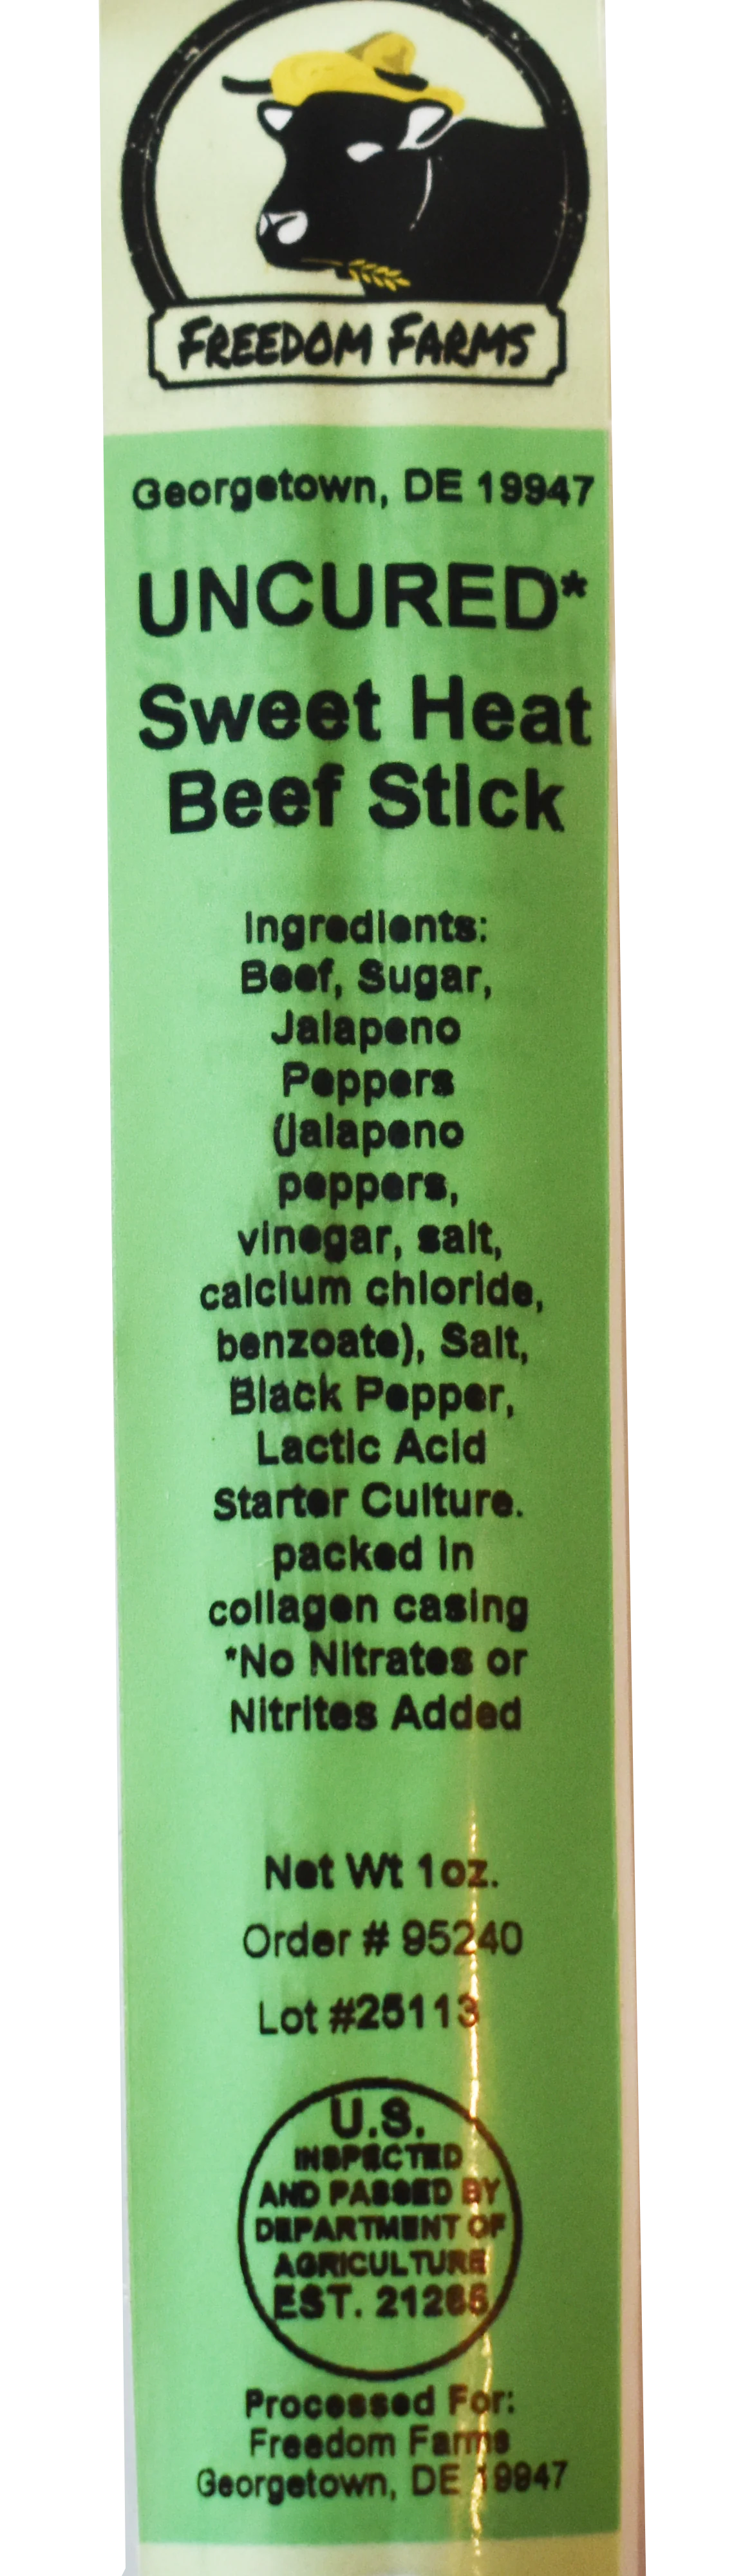 FREEDOM FARMS
Georgetown, DE 19947
UNCURED*
Sweet Heat
Beef Stick
Ingredients:
Beef, Sugar,
Jalapeno
Peppers
(jalapeno
peppers,
vinegar, salt,
calcium chloride,
benzoate), Salt,
Black Pepper,
Lactic Acid
Starter Culture.
packed in
collagen casing
*No Nitrates or
Nitrites Added
Net Wt 1oz.
Order # 95240
Lot #25113
U.S.
INSPECTED
AND PASSED BY
DEPARTMENT OF
AGRICULTURE
EST.
Processed For:
Freedom Farms
Georgetown, DE 19947